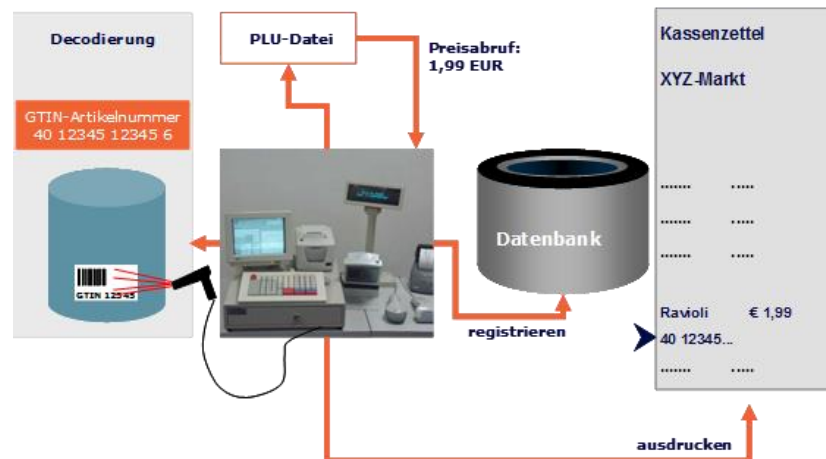 Decodierung
GTIN-Artikelnummer
40 12345 12345 6
GTIN 12345
PLU-Datei
Preisabruf:
1,99 EUR
Datenbank
registrieren
ausdrucken
Kassenzettel
XYZ-Markt
....... .....
....... .....
....... .....
Ravioli € 1,99
40 12345...
....... .....